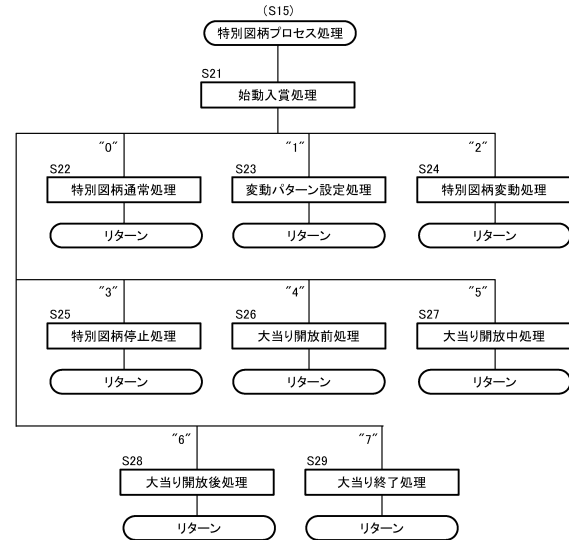 (S15)
特別図柄プロセス処理
S21
始動入賞処理
"0" "1" "2"
S22 S23 S24
特別図柄通常処理 変動パターン設定処理 特別図柄変動処理
リターン リターン リターン
"3" "4" "5"
S25 S26 S27
特別図柄停止処理 大当り開放前処理 大当り開放中処理
リターン リターン リターン
"6" "7"
S28 S29
大当り開放後処理 大当り終了処理
リターン リターン